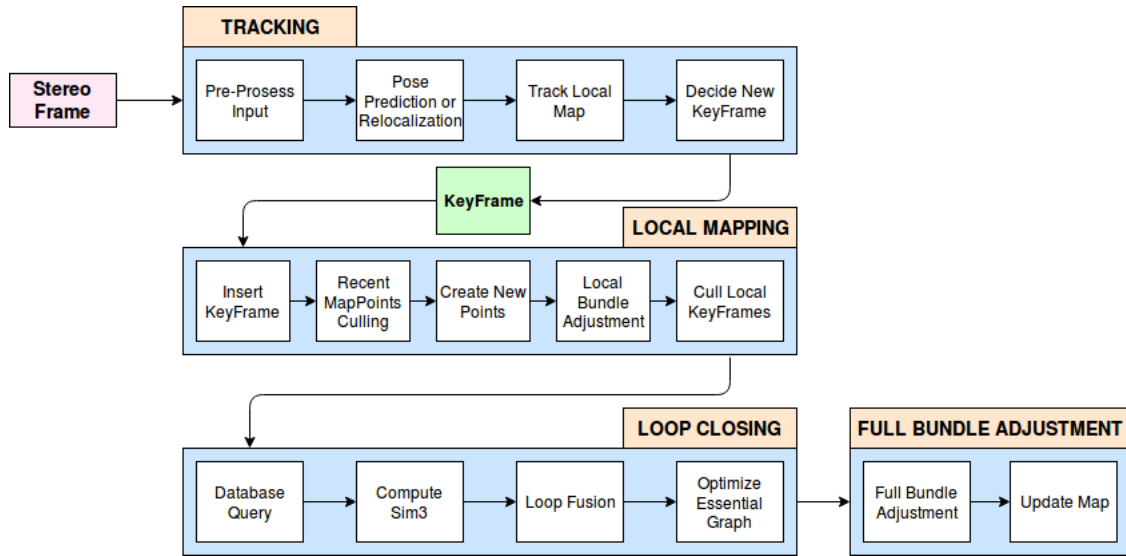 TRACKING
Stereo
Frame
Pre-Prosess
Input
Pose
Prediction or
Relocalization
Track Local
Map
Decide New
KeyFrame
KeyFrame
LOCAL MAPPING
Insert
KeyFrame
Recent
MapPoints
Culling
Create New
Points
Local
Bundle
Adjustment
Cull Local
KeyFrames
LOOP CLOSING
Database
Query
Compute
Sim3
Loop Fusion
Optimize
Essential
Graph
FULL BUNDLE ADJUSTMENT
Full Bundle
Adjustment
Update Map